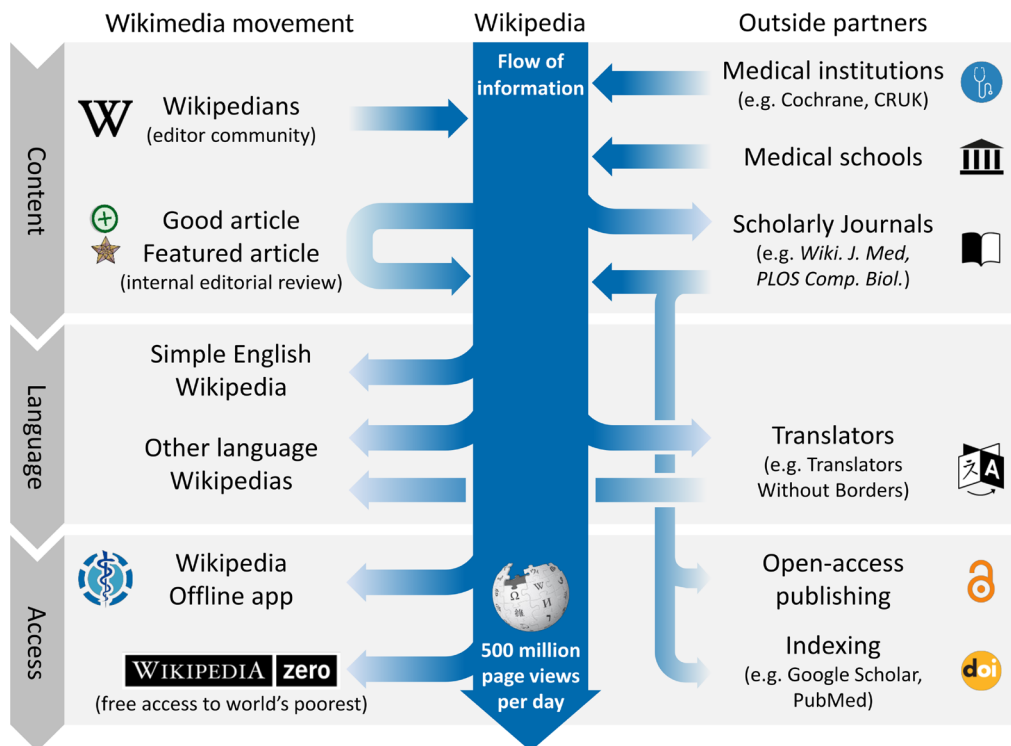 Wikimedia movement
Wikipedia
Outside partners
Content
Flow of
information
W
Wikipedians
(editor community)
Good article
Featured article
(internal editorial review)
Medical institutions
(e.g. Cochrane, CRUK)
Medical schools
Scholarly Journals
(e.g. Wiki. J. Med,
PLOS Comp. Biol.)
Language
Simple English
Wikipedia
Other language
Wikipedias
Translators
(e.g. Translators
Without Borders)
A
Access
Wikipedia
Offline app
WIKIPEDIA zero
(free access to world's poorest)
Ω W
維 И
500 million
page views
per day
Open-access
publishing
Indexing
(e.g. Google Scholar,
PubMed)
doi